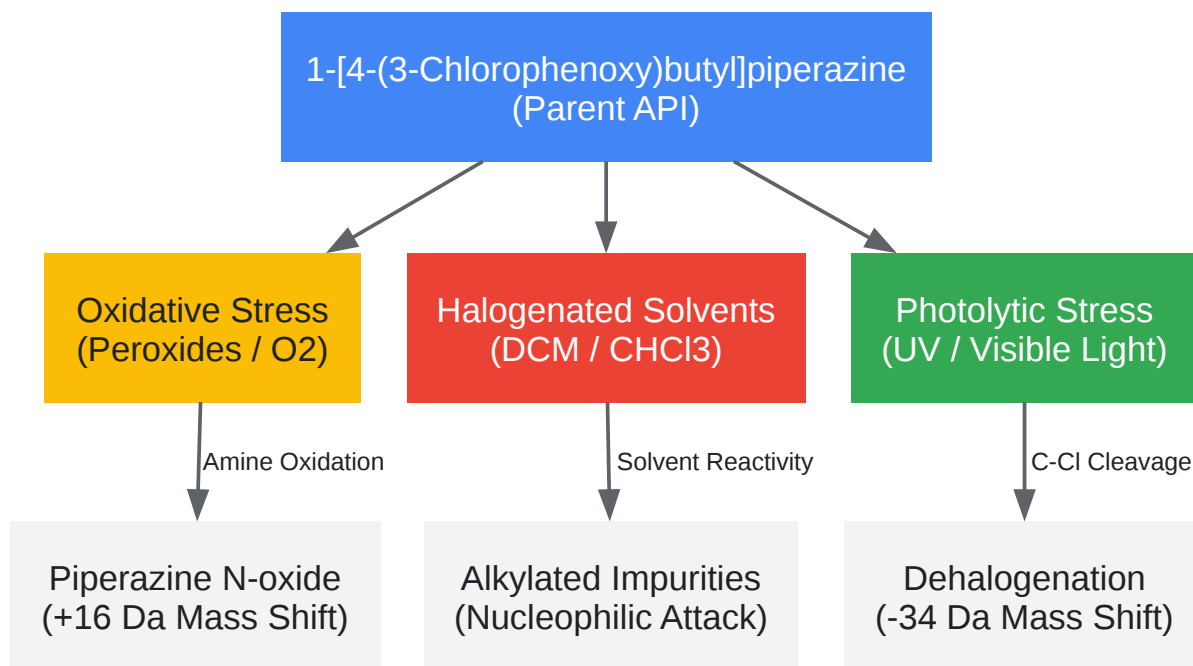 1-[4-(3-Chlorophenoxy)butyl]piperazine
(Parent API)
Oxidative Stress
(Peroxides / O2)
Halogenated Solvents
(DCM / CHCl3)
Photolytic Stress
(UV / Visible Light)
Amine Oxidation
Solvent Reactivity
C-Cl Cleavage
Piperazine N-oxide
(+16 Da Mass Shift)
Alkylated Impurities
(Nucleophilic Attack)
Dehalogenation
(-34 Da Mass Shift)